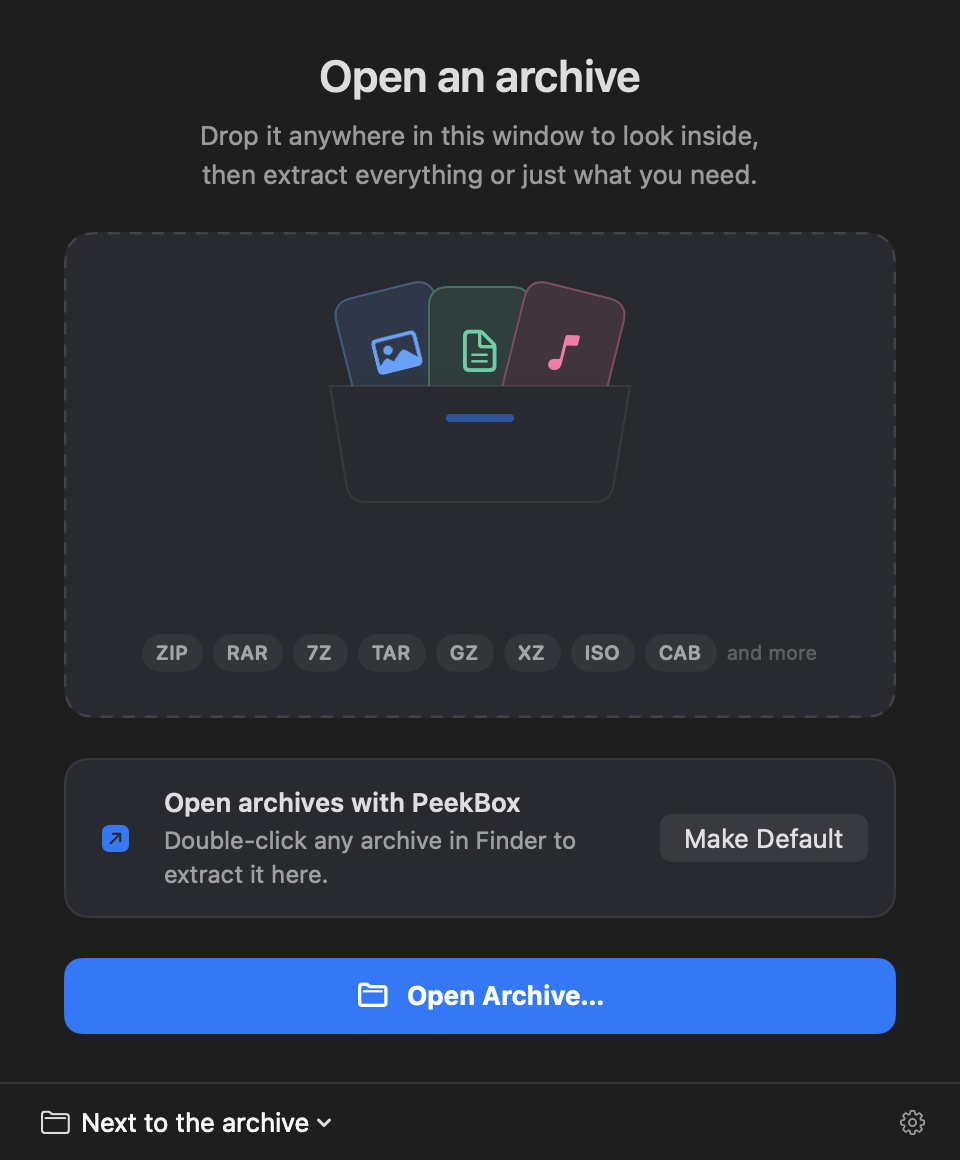 Open an archive
Drop it anywhere in this window to look inside,
then extract everything or just what you need.
ZIP RAR 7Z TAR GZ XZ ISO CAB and more
Open archives with PeekBox
Double-click any archive in Finder to
extract it here.
Make Default
Open Archive...
Next to the archive